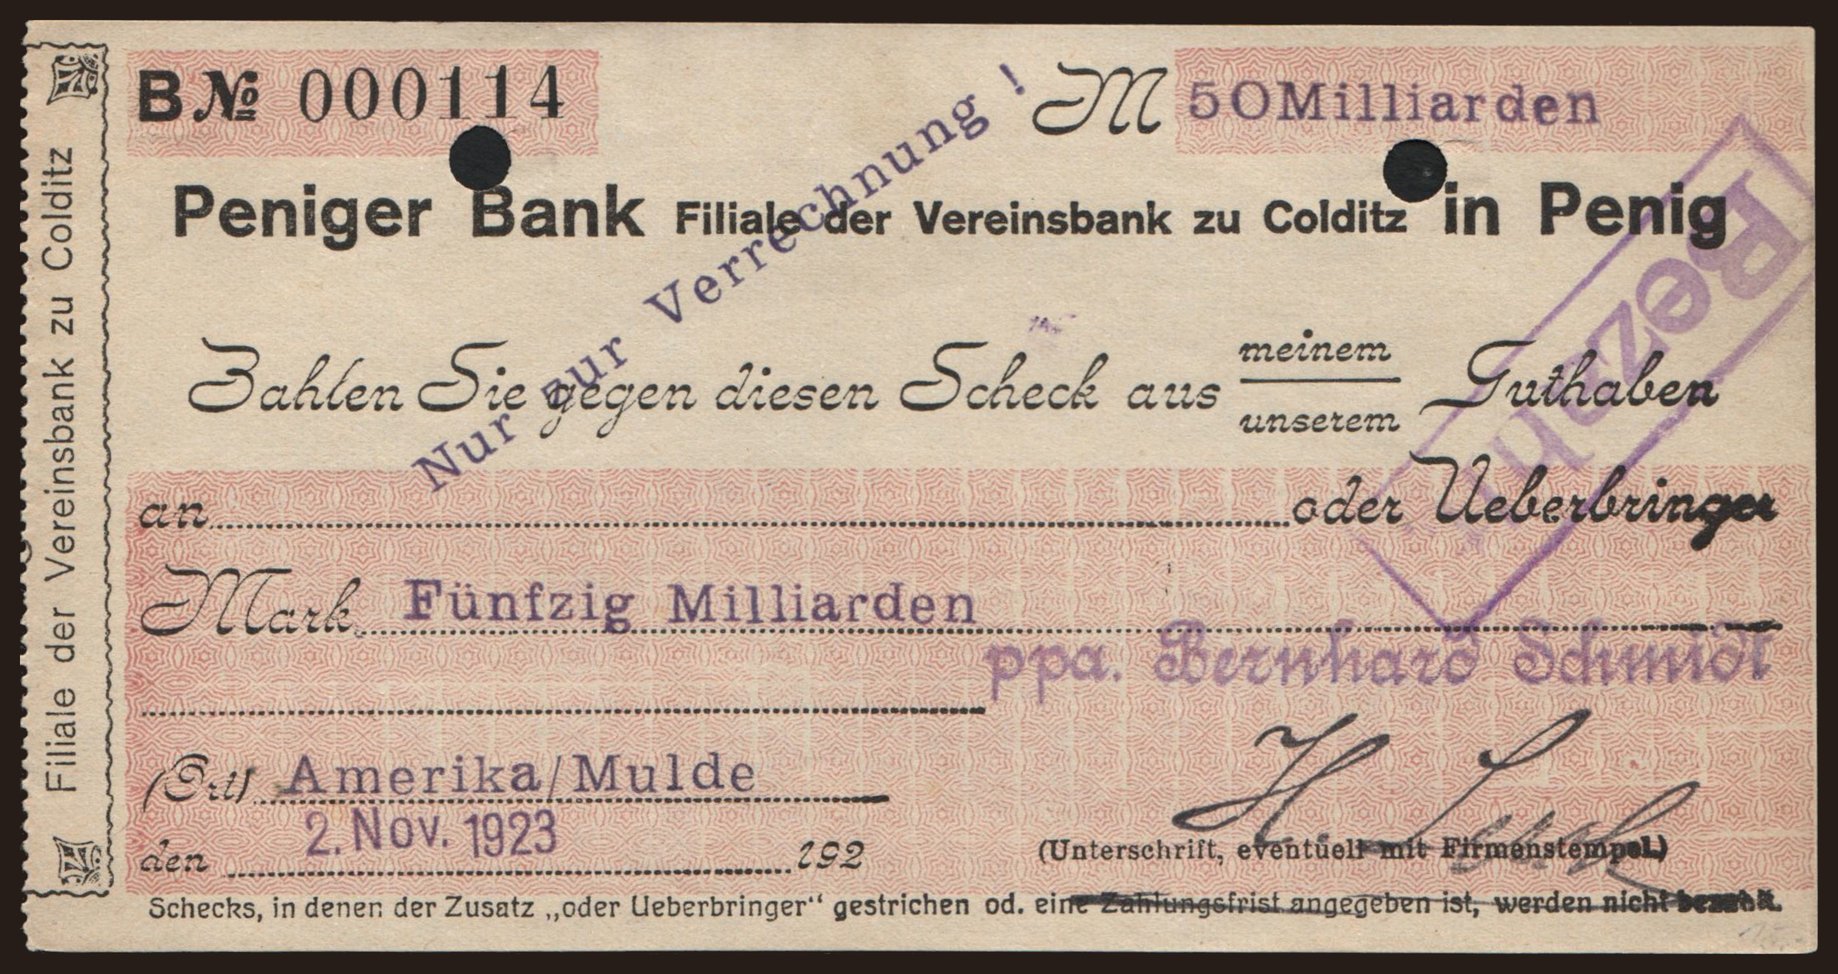 B № 000114
M 50 Milliarden
Nur zur Verrechnung !
Peniger Bank Filiale der Vereinsbank zu Colditz in Penig
Bezahlt
Zahlen Sie gegen diesen Scheck aus meinem
unserem Guthaben
an oder Ueberbringer
Mark Fünfzig Milliarden
ppa. Bernhard Schmidt
(Ort) Amerika/Mulde
den 2. Nov. 1923 192
(Unterschrift, eventuell mit Firmenstempel.)
Schecks, in denen der Zusatz „oder Ueberbringer“ gestrichen od. eine Zahlungsfrist angegeben ist, werden nicht bezahlt.
Filiale der Vereinsbank zu Colditz